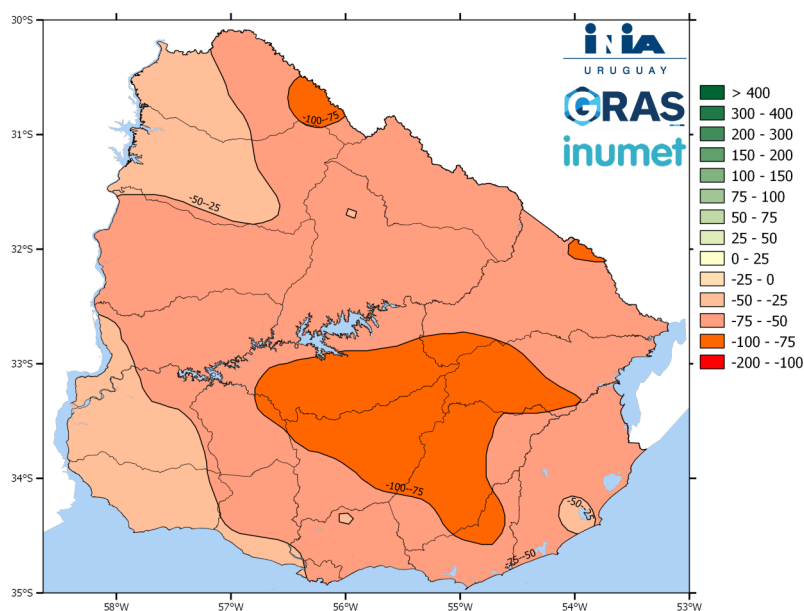 30°S
31°S
32°S
33°S
34°S
35°S
58°W
57°W
56°W
55°W
54°W
53°W
iNiA
URUGUAY
GRAS
inumet
> 400
300 - 400
200 - 300
150 - 200
100 - 150
75 - 100
50 - 75
25 - 50
0 - 25
-25 - 0
-50 - -25
-75 - -50
-100 - -75
-200 - -100
-100--75
-50--25
-100--75
-50--25
-75--50